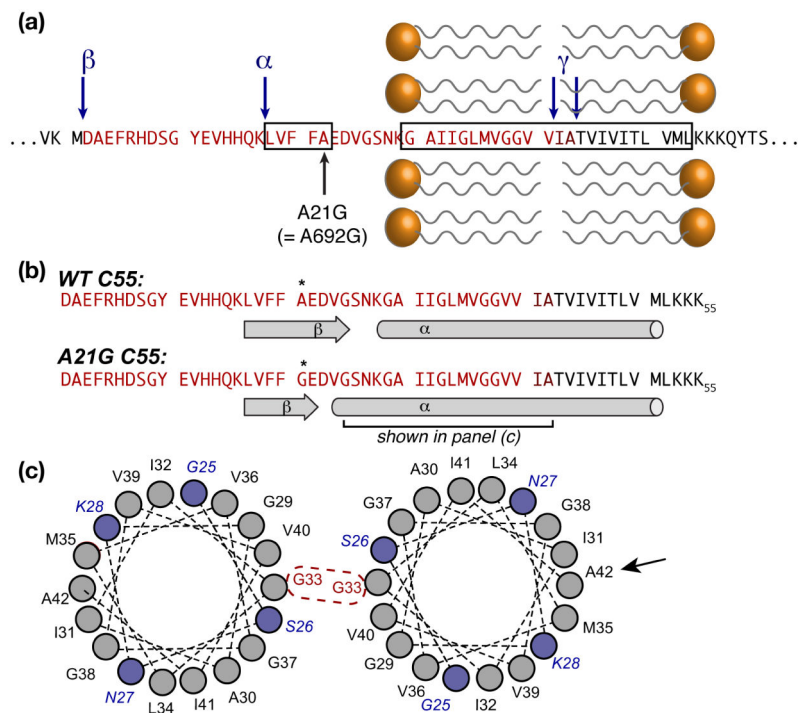 (a)
β α γ
...VK MDAEFRHDSG YEVHHQKLVFF FAEDVGSNKG AIIGLMVGGV VIATVIVITL VMLKKKQYTS...
A21G
(= A692G)
(b)
WT C55:
*
DAEFRHDSGY EVHHQKLVFF AEDVGSNKGA IIGLMVGGVV IATVIVITLV MLKKK55
β α
A21G C55:
*
DAEFRHDSGY EVHHQKLVFF GEDVGSNKGA IIGLMVGGVV IATVIVITLV MLKKK55
β α
shown in panel (c)
(c)
I32 G25
V39 V36
K28 G29
M35 V40
A42 G33
I31 S26
G38 G37
N27 A30
L34 I41
I41 L34
A30 N27
G37 G38
S26 I31
G33 A42
V40 M35
G29 K28
V36 V39
G25 I32